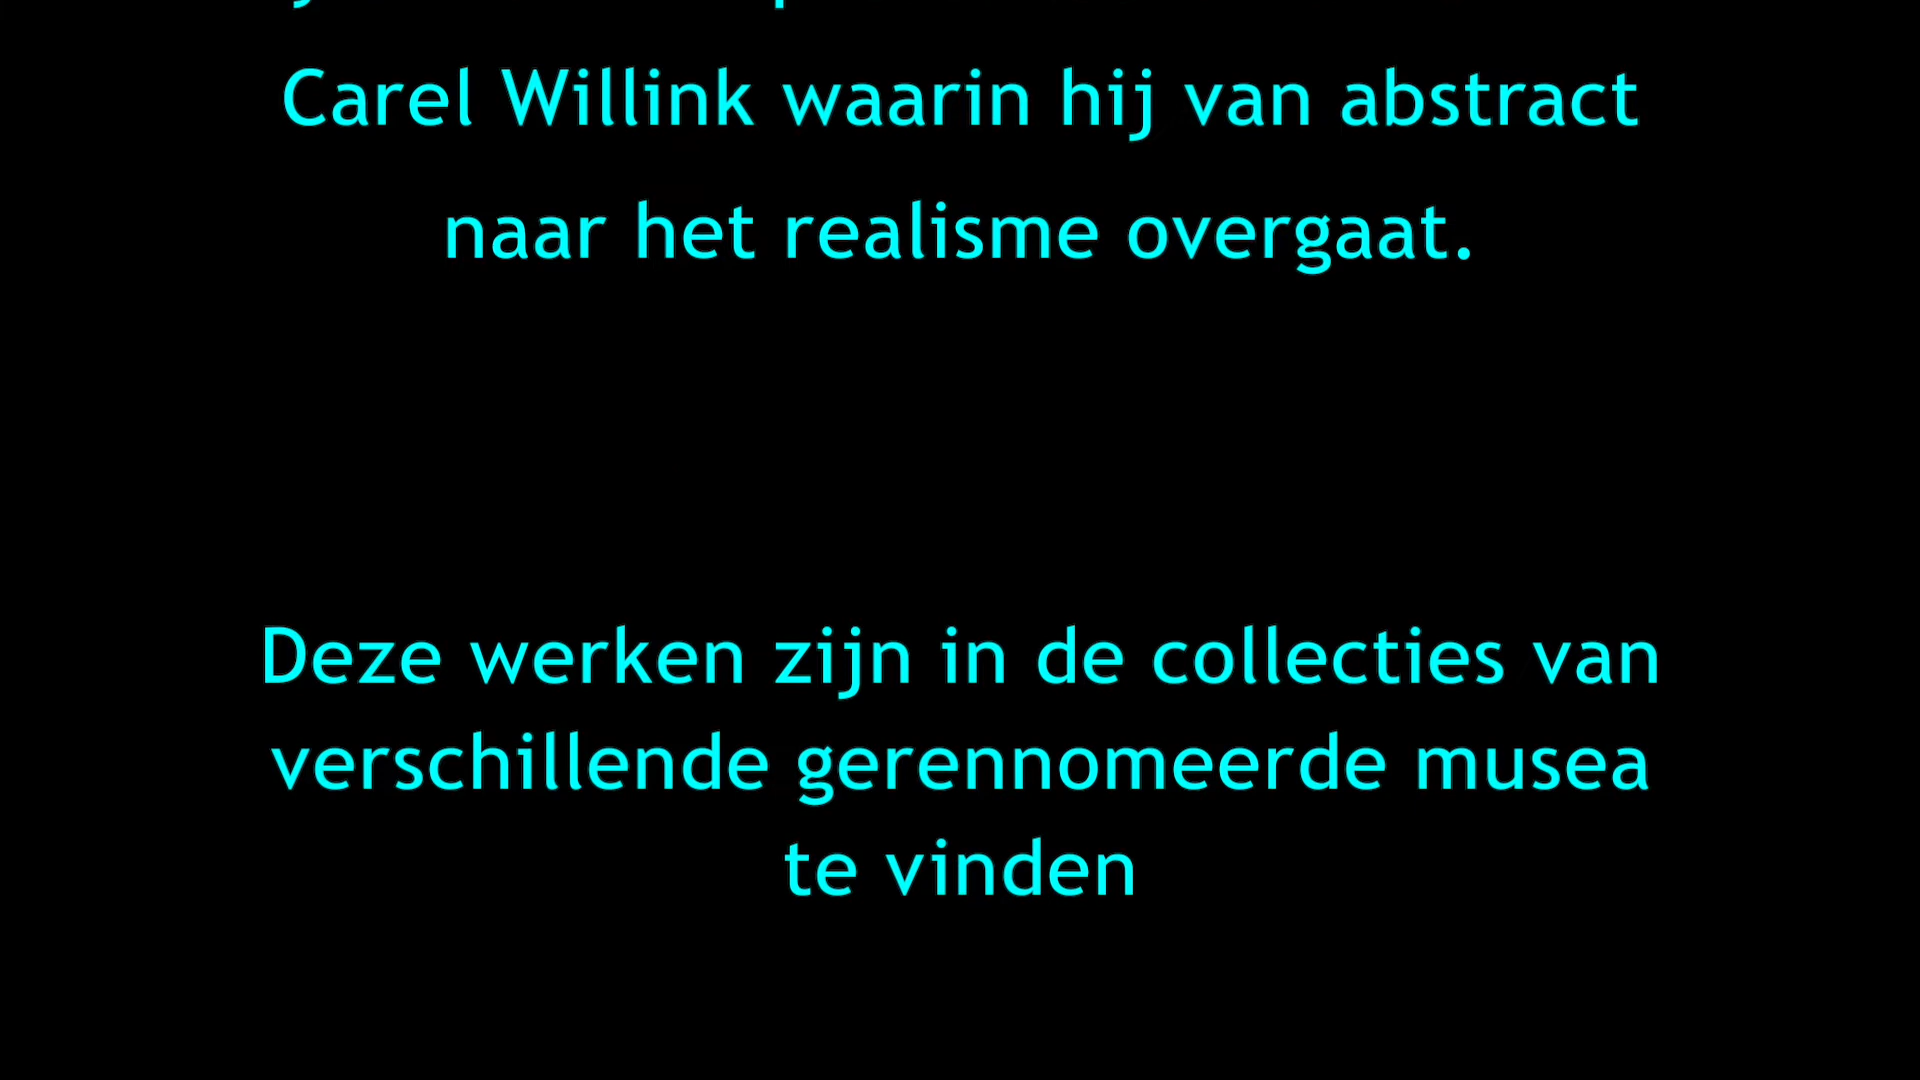 Carel Willink waarin hij van abstract
naar het realisme overgaat.
Deze werken zijn in de collecties van
verschillende gerennomeerde musea
te vinden